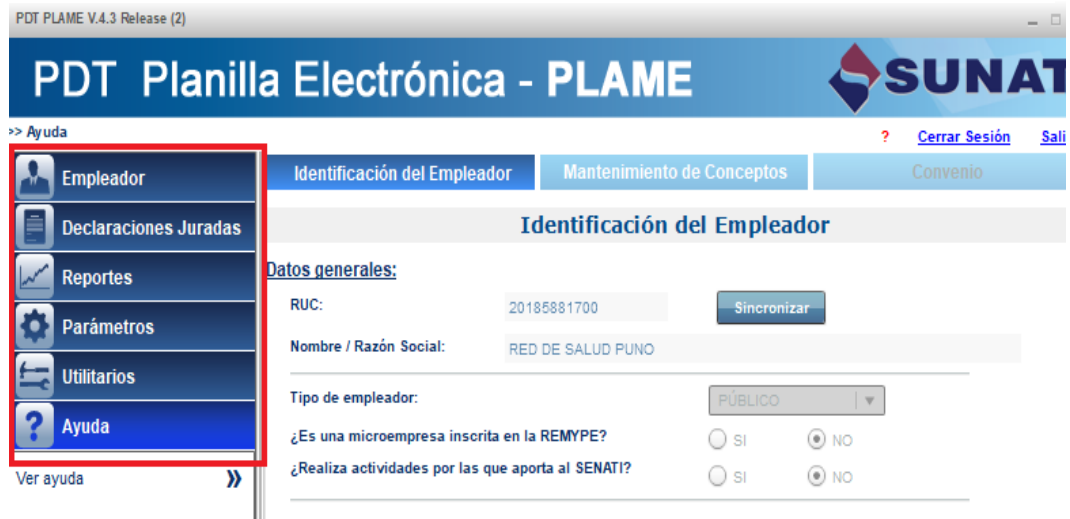 PDT PLAME V.4.3 Release (2)
PDT Planilla Electrónica - PLAME
SUNAT
>> Ayuda
? Cerrar Sesión Sali
Empleador
Declaraciones Juradas
Reportes
Parámetros
Utilitarios
? Ayuda
Ver ayuda »
Identificación del Empleador Mantenimiento de Conceptos Convenio
Identificación del Empleador
Datos generales:
RUC: 20185881700 Sincronizar
Nombre / Razón Social: RED DE SALUD PUNO
Tipo de empleador: PÚBLICO
¿Es una microempresa inscrita en la REMYPE? SI NO
¿Realiza actividades por las que aporta al SENATI? SI NO